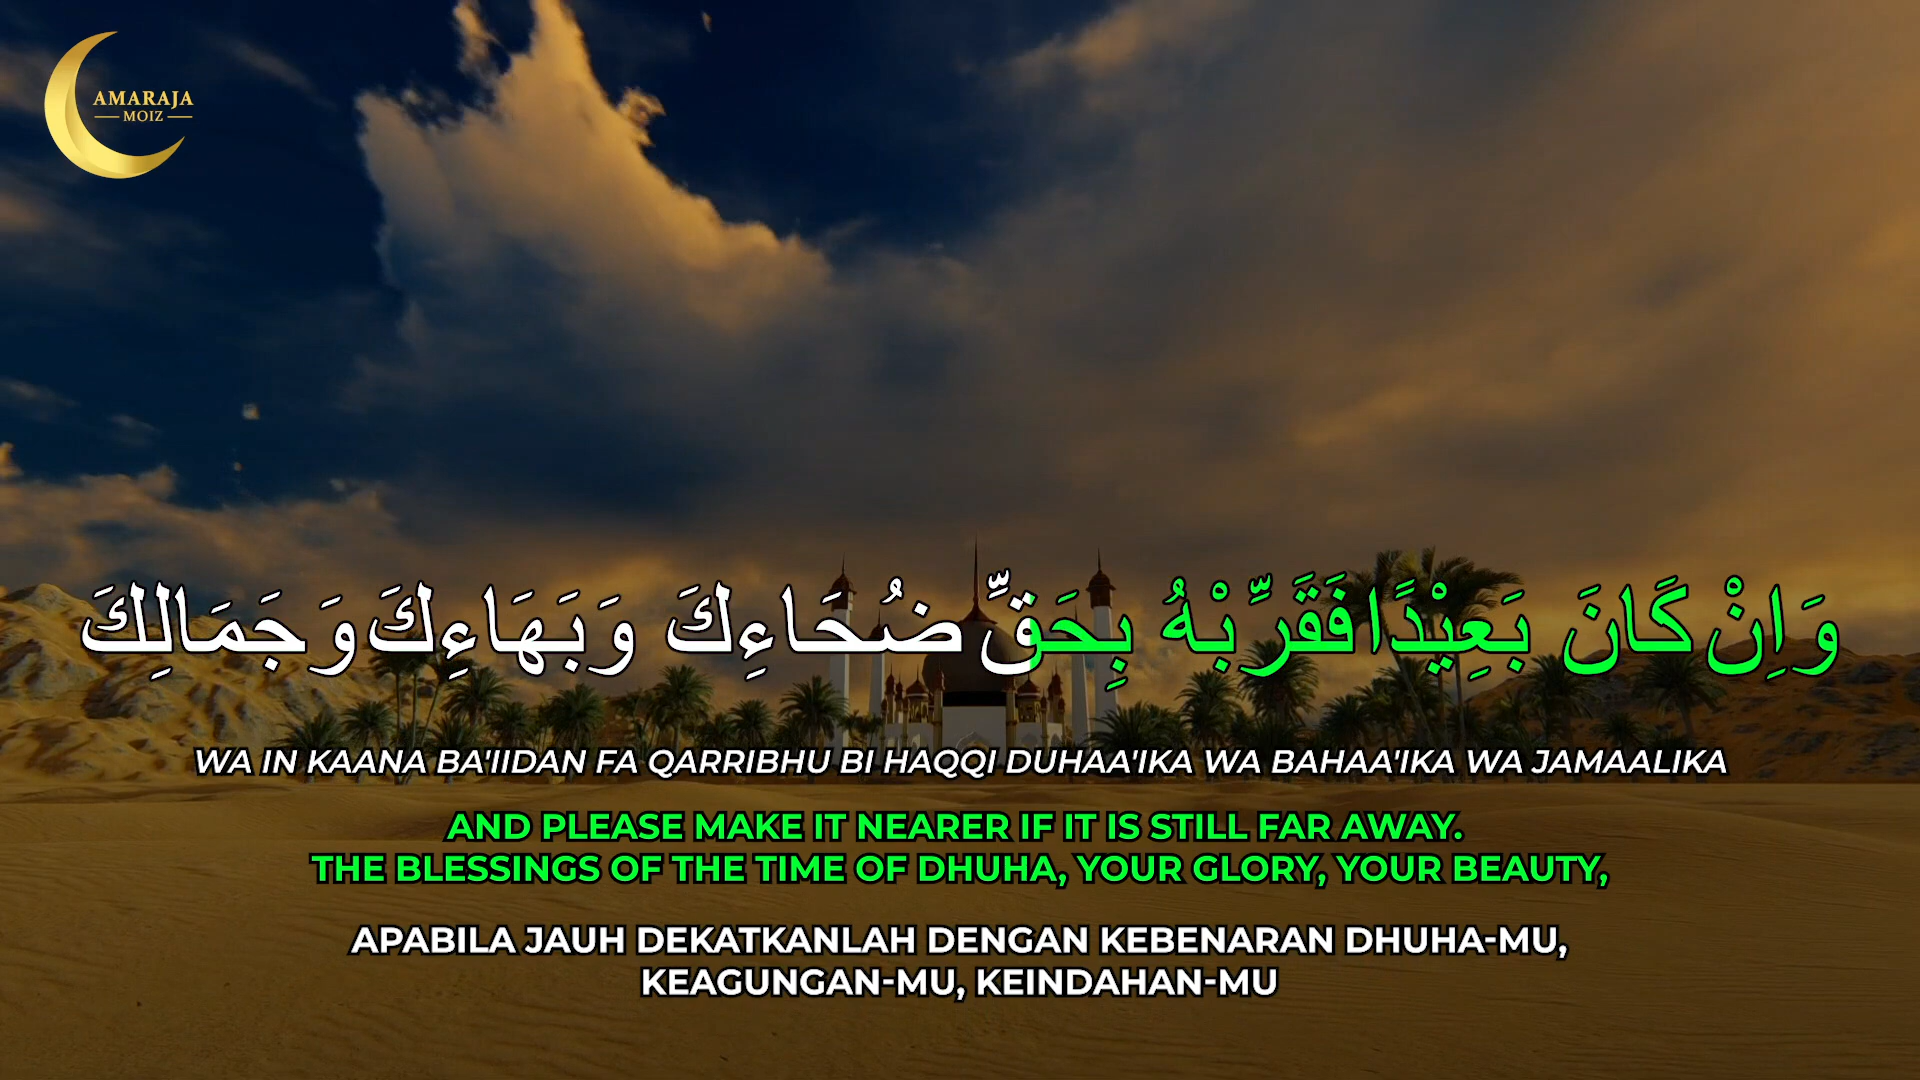 AMARAJA
MOIZ
وَاِنْ كَانَ بَعِيْدًافَقَرِّبْهُ بِحَقِّ ضُحَاءِكَ وَبَهَاءِكَ وَجَمَالِكَ
WA IN KAANA BA'IIDAN FA QARRIBHU BI HAQQI DUHAA'IKA WA BAHAA'IKA WA JAMAALIKA
AND PLEASE MAKE IT NEARER IF IT IS STILL FAR AWAY.
THE BLESSINGS OF THE TIME OF DHUHA, YOUR GLORY, YOUR BEAUTY,
APABILA JAUH DEKATKANLAH DENGAN KEBENARAN DHUHA-MU,
KEAGUNGAN-MU, KEINDAHAN-MU